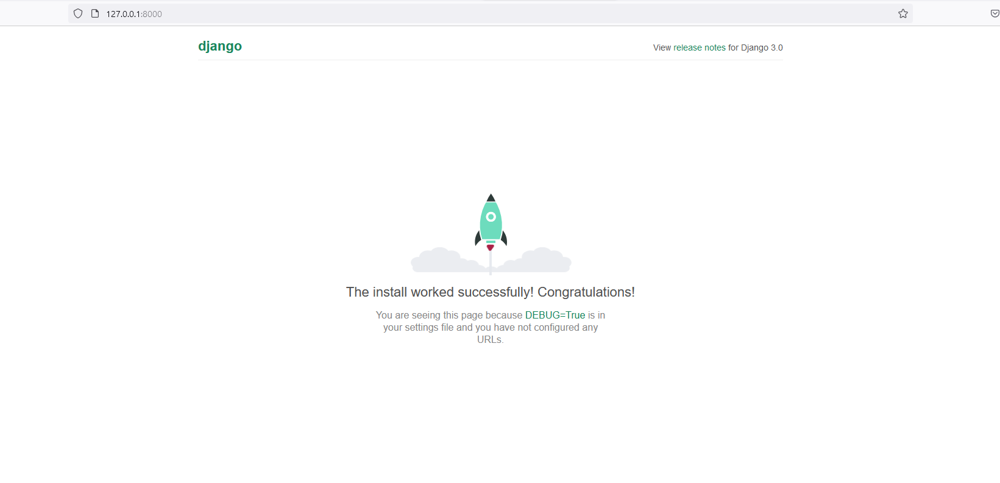 127.0.0.1:8000
django
View release notes for Django 3.0
The install worked successfully! Congratulations!
You are seeing this page because DEBUG=True is in
your settings file and you have not configured any
URLs.